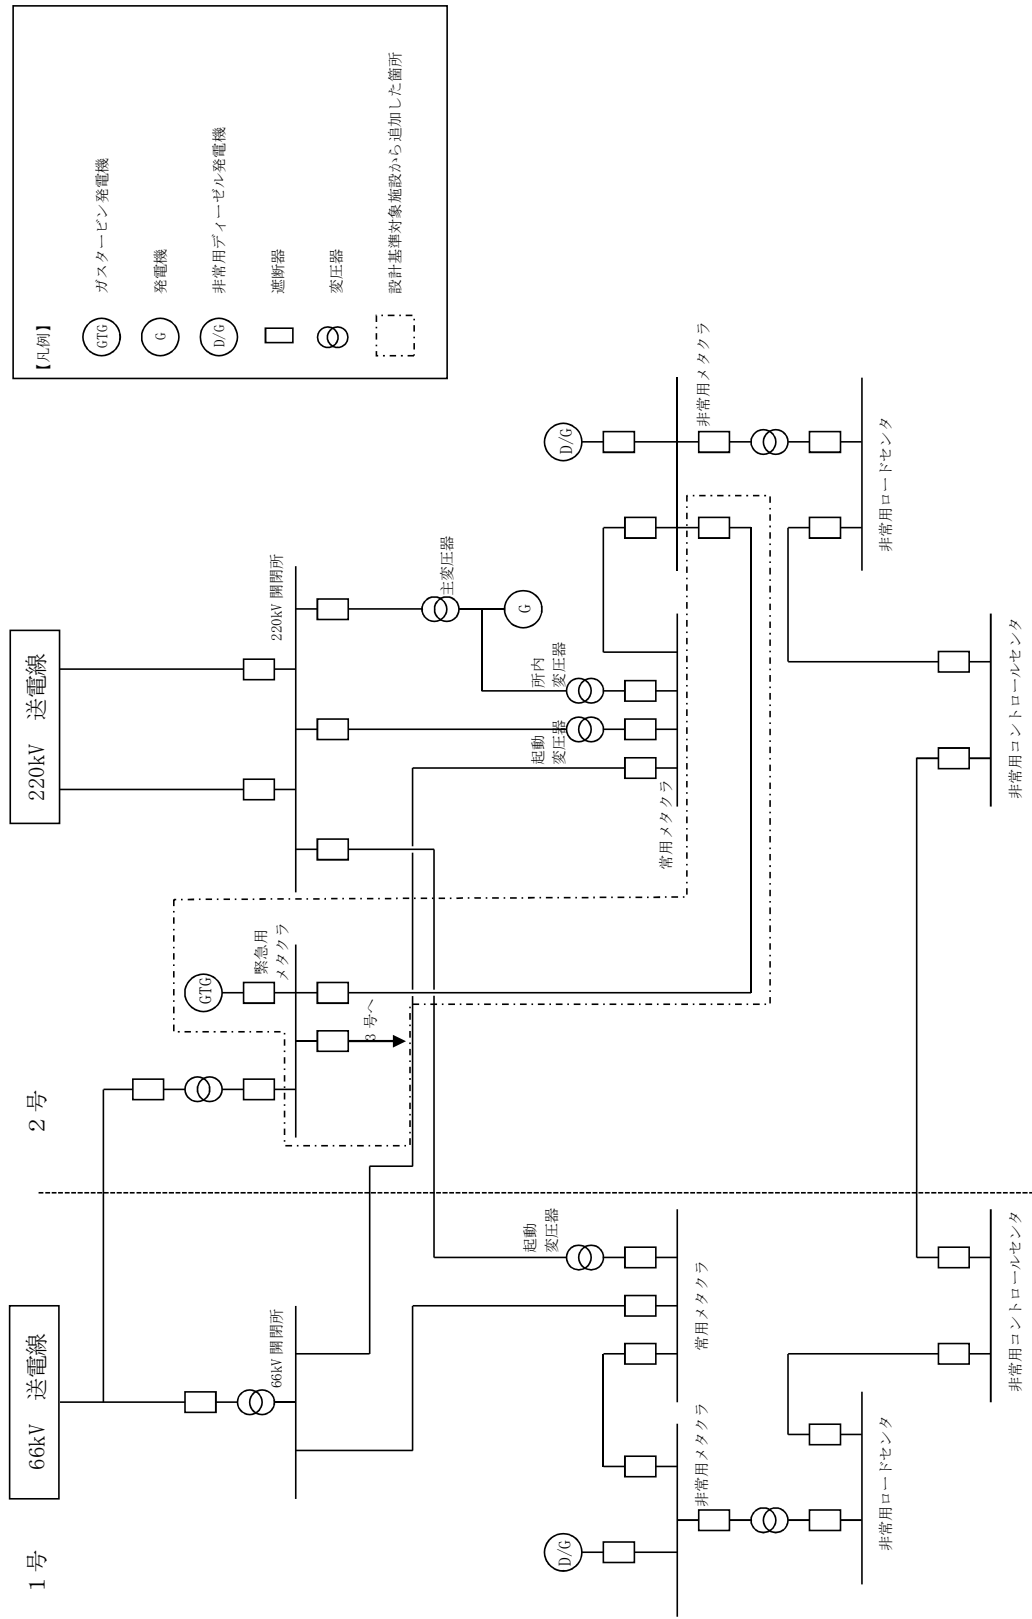 1号
2号
66kV 送電線
220kV 送電線
66kV 開閉所
220kV 開閉所
GTG
緊急用
メタクラ
3号へ
主変圧器
G
所内
変圧器
起動
変圧器
起動
変圧器
D/G
D/G
常用メタクラ
常用メタクラ
非常用メタクラ
非常用メタクラ
非常用ロードセンタ
非常用ロードセンタ
非常用コントロールセンタ
非常用コントロールセンタ
【凡例】
GTG ガスタービン発電機
G 発電機
D/G 非常用ディーゼル発電機
遮断器
変圧器
設計基準対象施設から追加した箇所